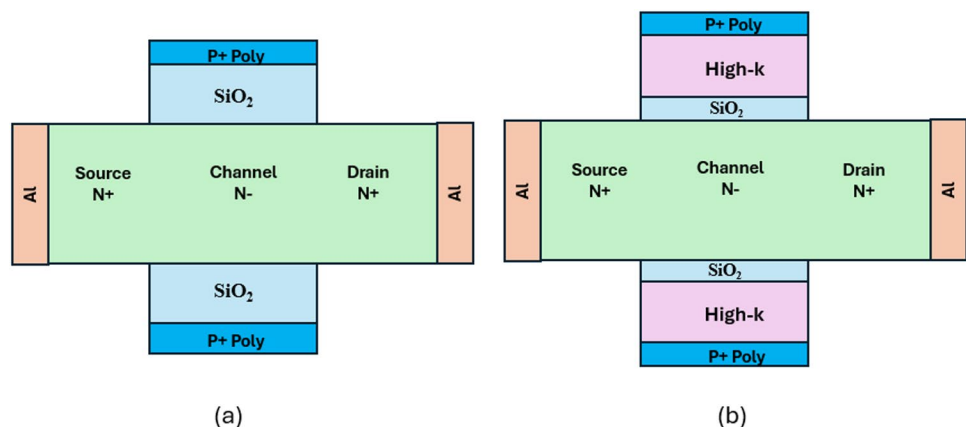 P+ Poly
SiO₂
Al
Source
N+
Channel
N-
Drain
N+
Al
SiO₂
P+ Poly
(a)
P+ Poly
High-k
SiO₂
Al
Source
N+
Channel
N-
Drain
N+
Al
SiO₂
High-k
P+ Poly
(b)